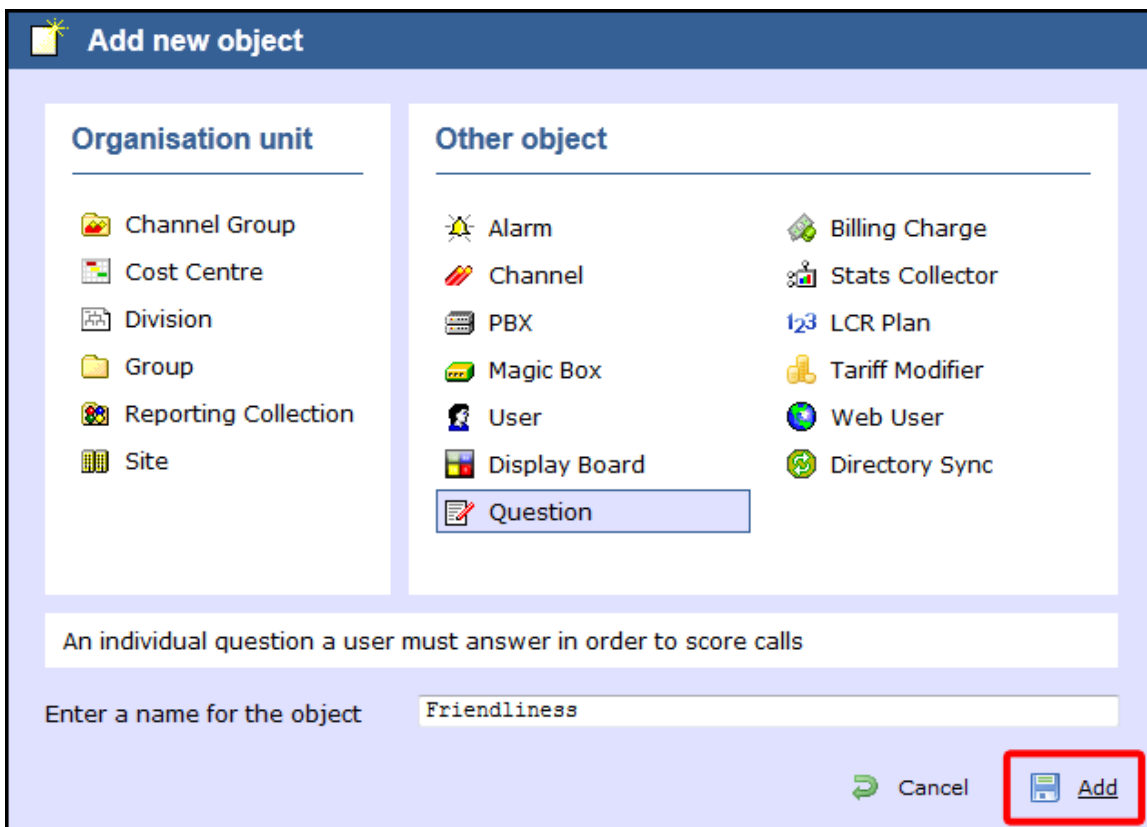 Add new object
Organisation unit
Channel Group
Cost Centre
Division
Group
Reporting Collection
Site
Other object
Alarm
Channel
PBX
Magic Box
User
Display Board
Question
Billing Charge
Stats Collector
123 LCR Plan
Tariff Modifier
Web User
Directory Sync
An individual question a user must answer in order to score calls
Enter a name for the object
Friendliness
Cancel
Add